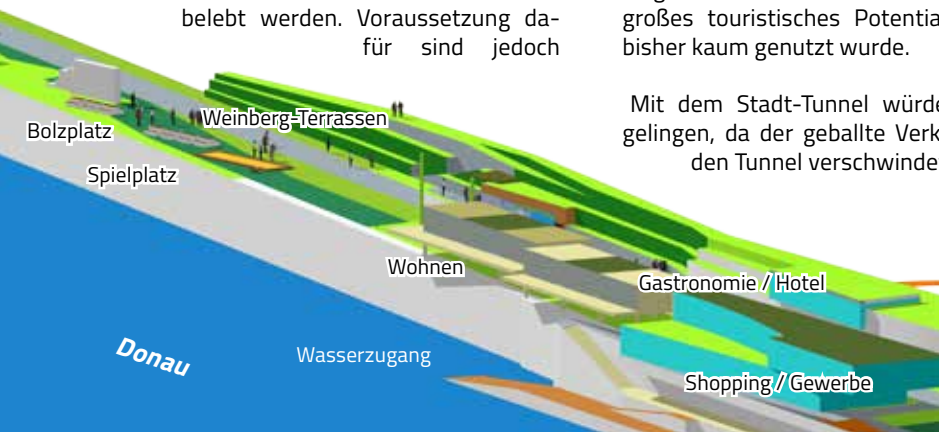 belebt werden. Voraussetzung da-
für sind jedoch
großes touristisches Potentia
bisher kaum genutzt wurde.
Mit dem Stadt-Tunnel würde
gelingen, da der geballte Verk
den Tunnel verschwinde
Weinberg-Terrassen
Bolzplatz
Spielplatz
Wohnen
Gastronomie / Hotel
Donau
Wasserzugang
Shopping / Gewerbe